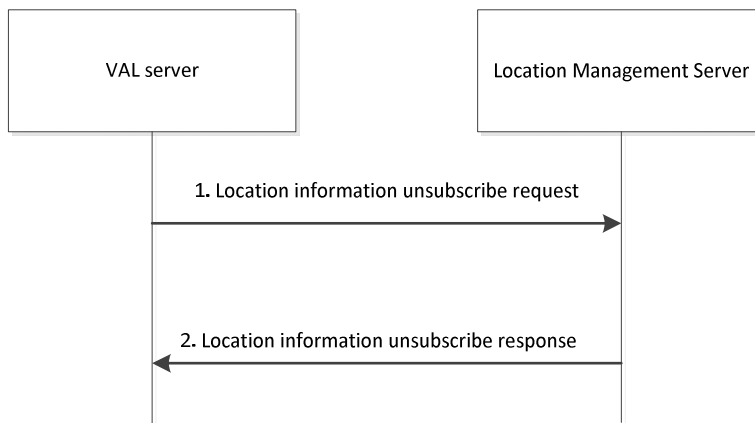 VAL server
Location Management Server
1. Location information unsubscribe request
2. Location information unsubscribe response